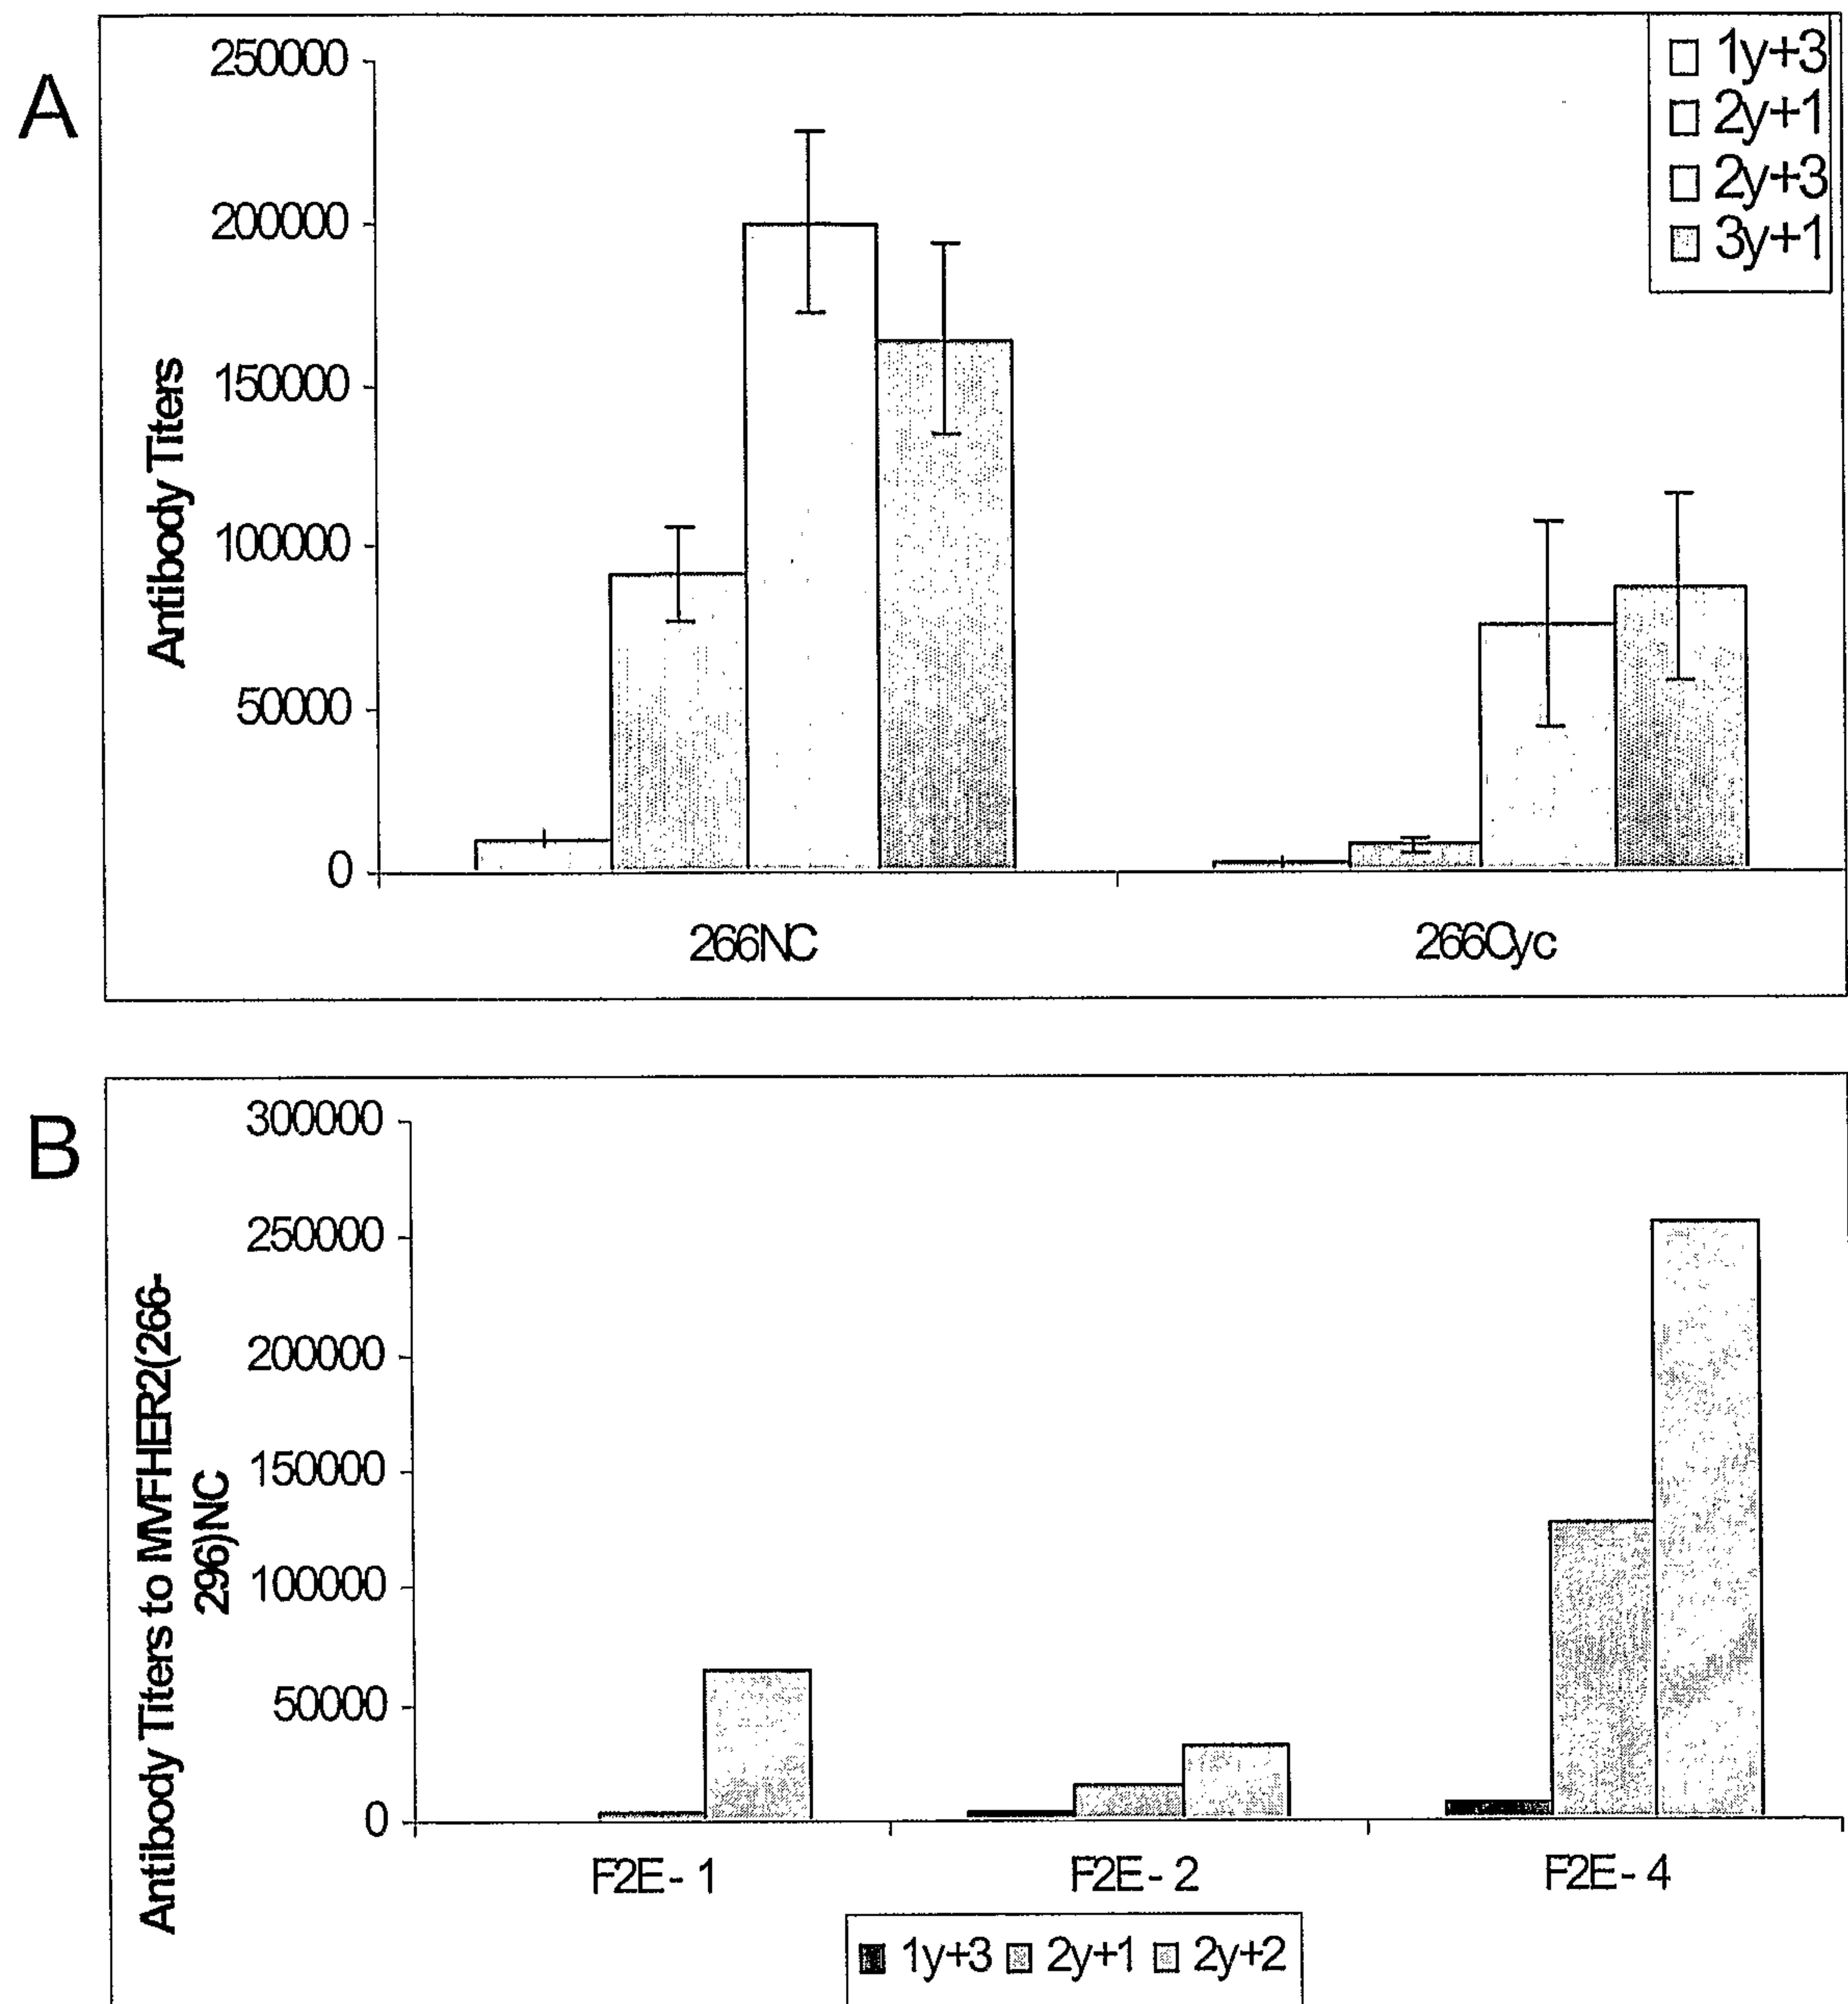 A
250000
200000
150000
100000
50000
0
Antibody Titers
266NC
266Cyc
1y+3
2y+1
2y+3
3y+1
B
300000
250000
200000
150000
100000
50000
0
Antibody Titers to MVFHER2(266-
296)NC
F2E-1
F2E-2
F2E-4
1y+3 2y+1 2y+2